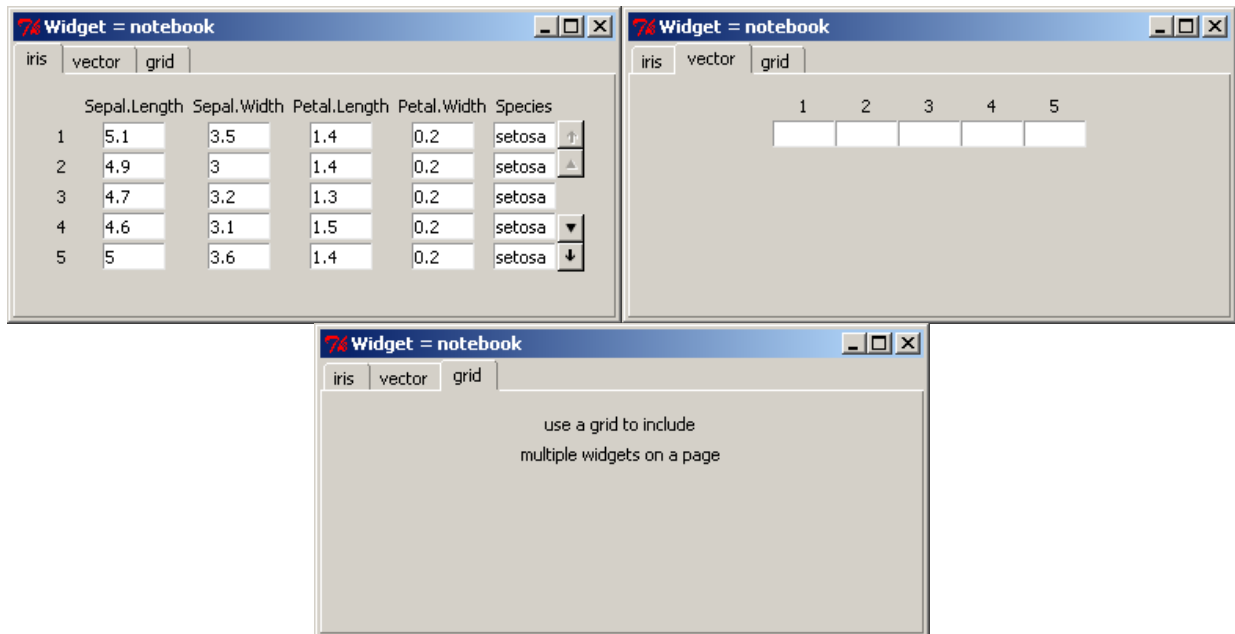 Widget = notebook
iris vector grid
Sepal.Length Sepal.Width Petal.Length Petal.Width Species
1 5.1 3.5 1.4 0.2 setosa
2 4.9 3 1.4 0.2 setosa
3 4.7 3.2 1.3 0.2 setosa
4 4.6 3.1 1.5 0.2 setosa
5 5 3.6 1.4 0.2 setosa
Widget = notebook
iris vector grid
1 2 3 4 5
Widget = notebook
iris vector grid
use a grid to include
multiple widgets on a page